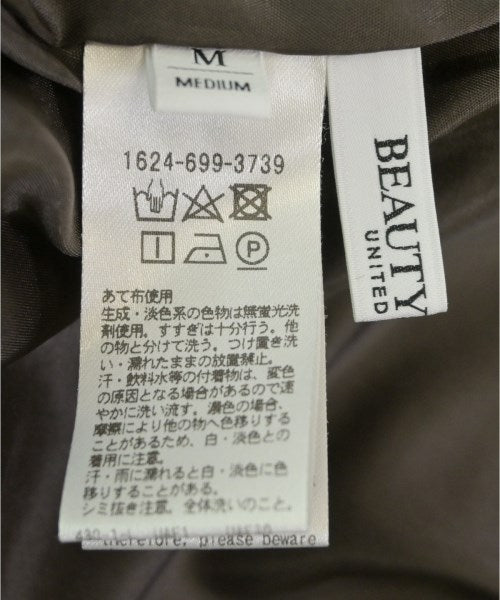 M
MEDIUM
1624-699-3739
あて布使用
生成・淡色系の色物は無蛍光洗
剤使用。すすぎは十分行う。他
の物と分けて洗う。つけ置き洗
い・濡れたままの放置禁止。
汗・飲料水等の付着物は、変色
の原因となる場合があるので速
やかに洗い流す。濃色の場合、
摩擦により他の物へ色移りする
ことがあるため、白・淡色との
着用に注意。
汗・雨に濡れると白・淡色に色
移りすることがある。
シミ抜き注意。全体洗いのこと。
therefore, please beware
BEAUTY
UNITED